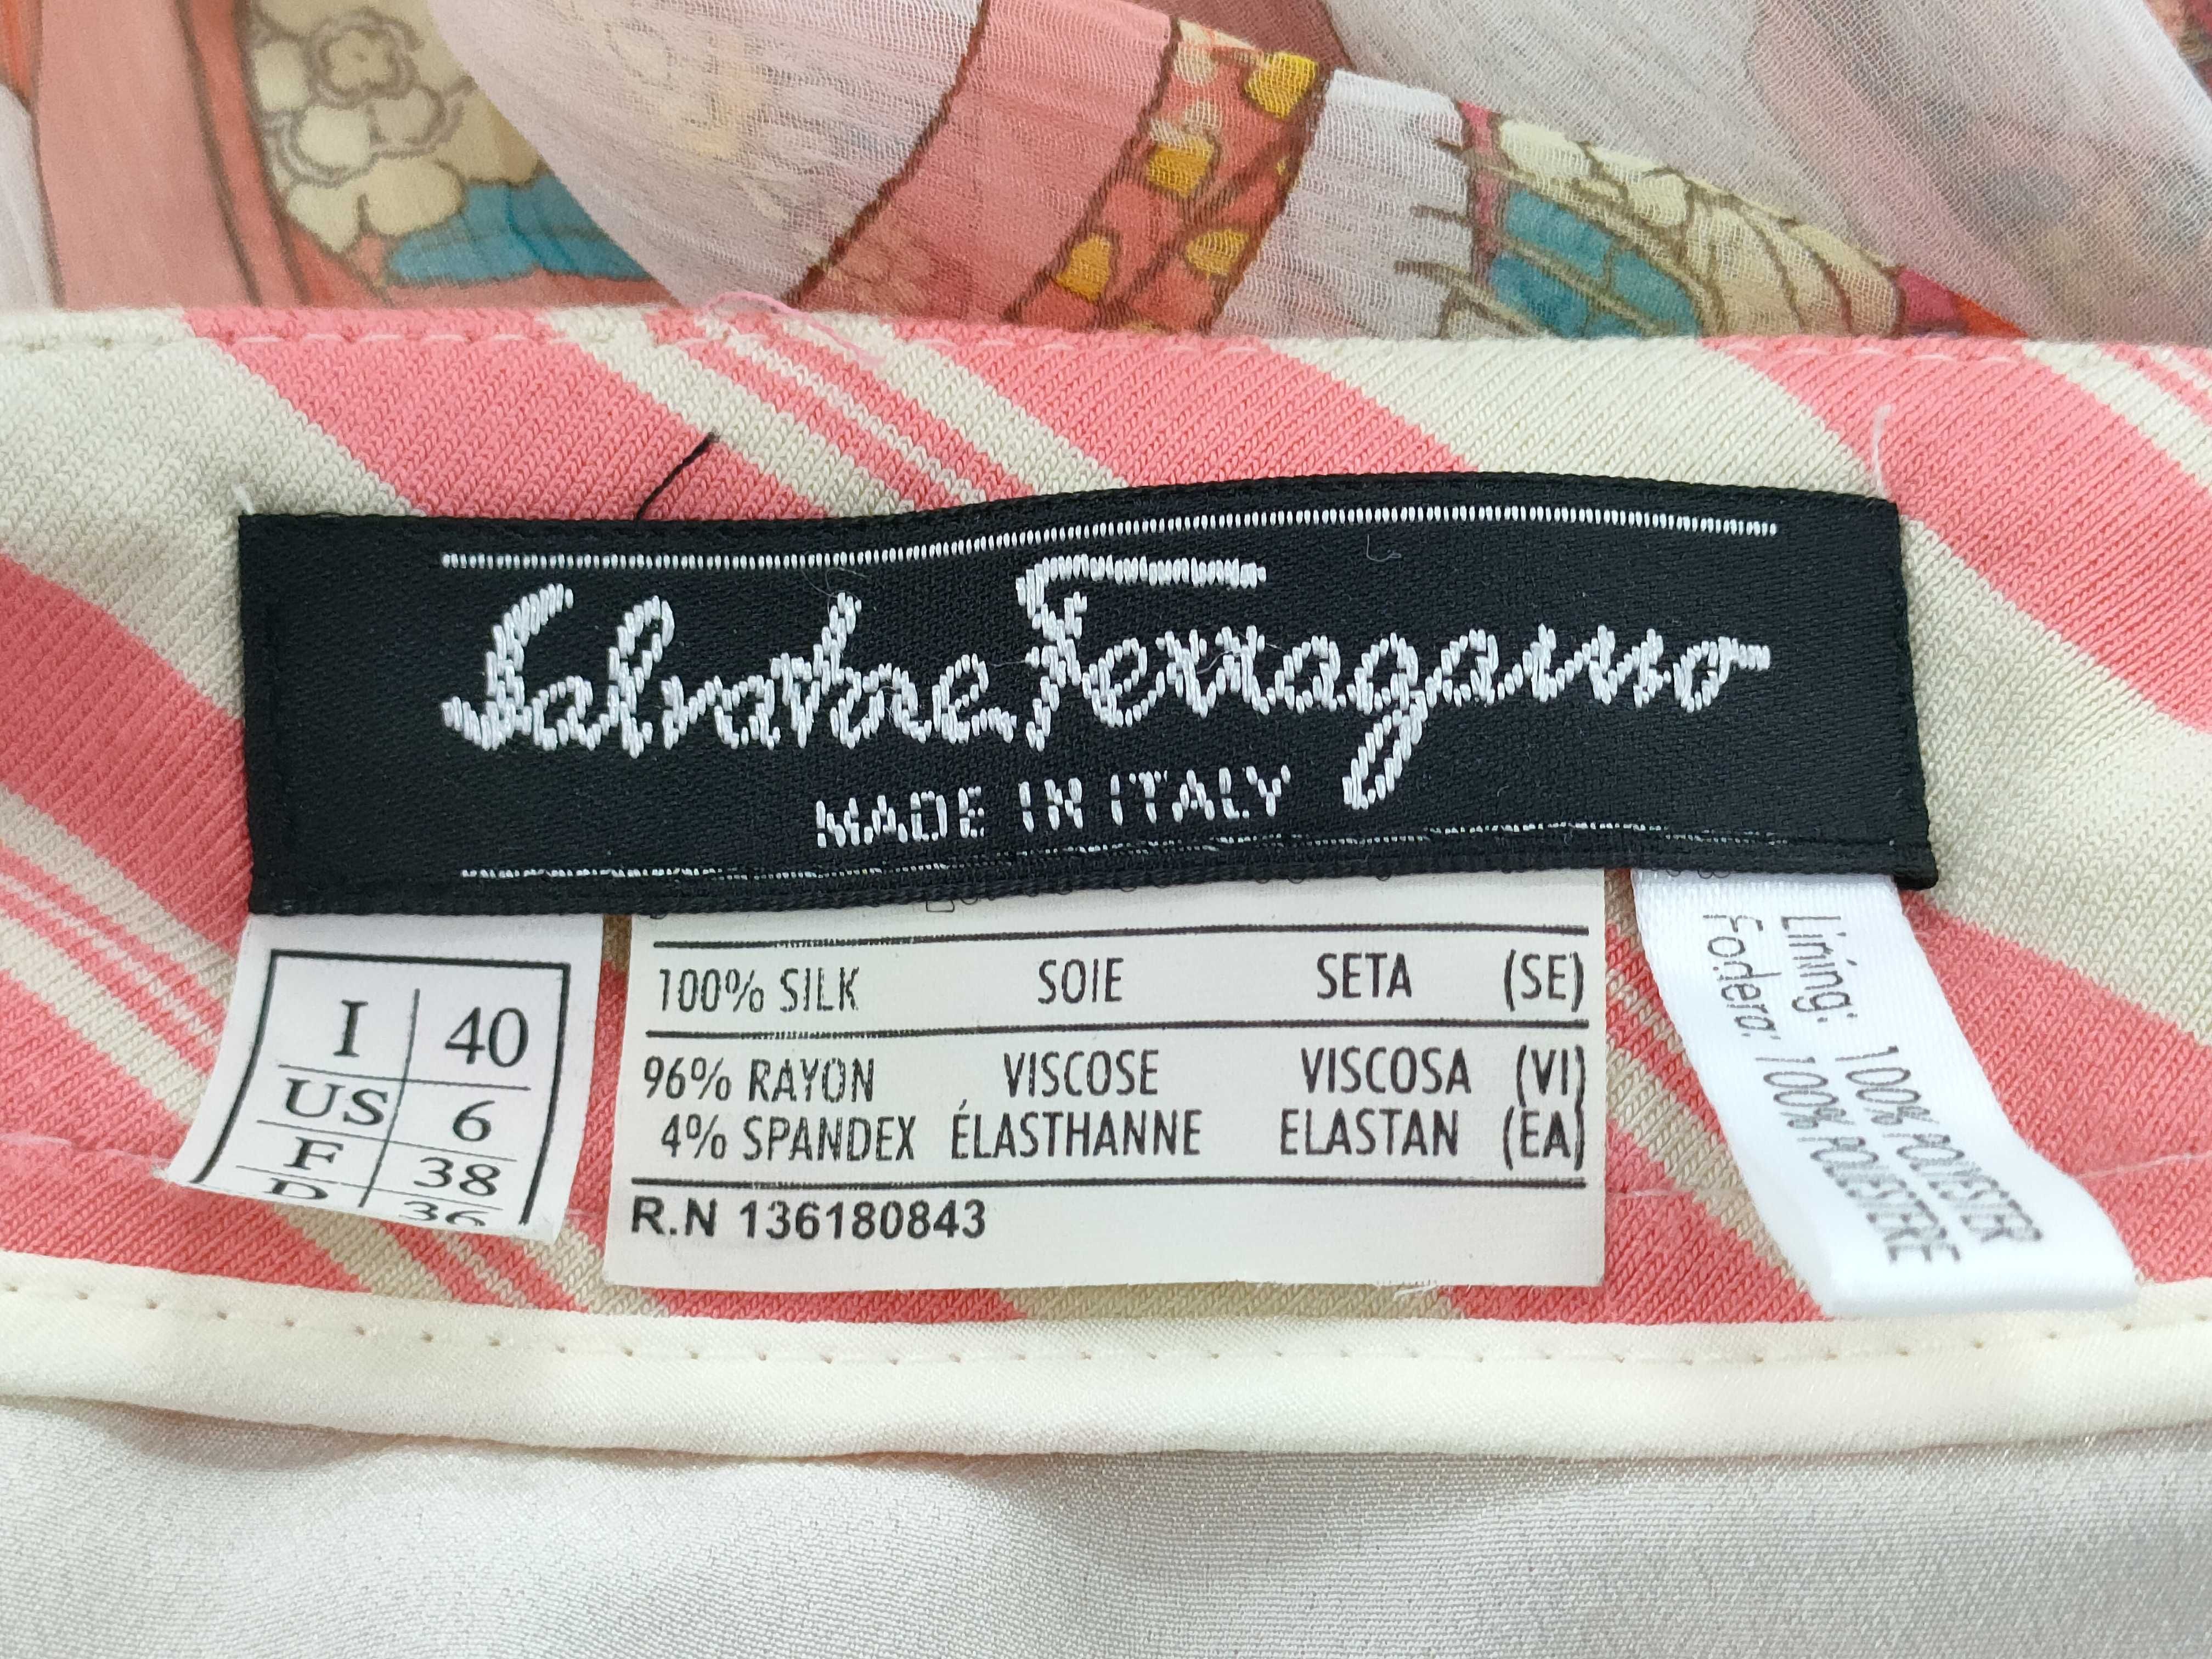 Salvatore Ferragamo
MADE IN ITALY
I 40
US 6
F 38
D 36
100% SILK SOIE SETA (SE)
96% RAYON VISCOSE VISCOSA (VI)
4% SPANDEX ÉLASTHANNE ELASTAN (EA)
R.N 136180843
Lining: 100% POLYESTER
Fodera: 100% POLIESTERE